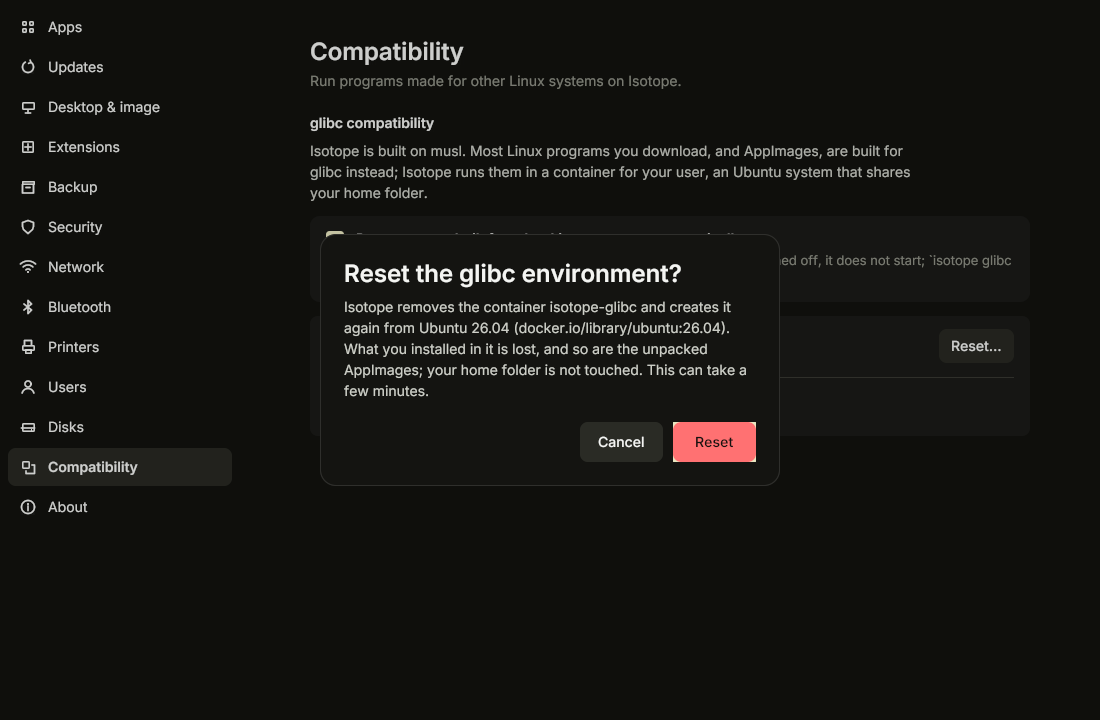 Apps
Updates
Desktop & image
Extensions
Backup
Security
Network
Bluetooth
Printers
Users
Disks
Compatibility
About
Compatibility
Run programs made for other Linux systems on Isotope.
glibc compatibility
Isotope is built on musl. Most Linux programs you download, and AppImages, are built for
glibc instead; Isotope runs them in a container for your user, an Ubuntu system that shares
your home folder.
off, it does not start; `isotope glibc
Reset...
Reset the glibc environment?
Isotope removes the container isotope-glibc and creates it
again from Ubuntu 26.04 (docker.io/library/ubuntu:26.04).
What you installed in it is lost, and so are the unpacked
AppImages; your home folder is not touched. This can take a
few minutes.
Cancel
Reset